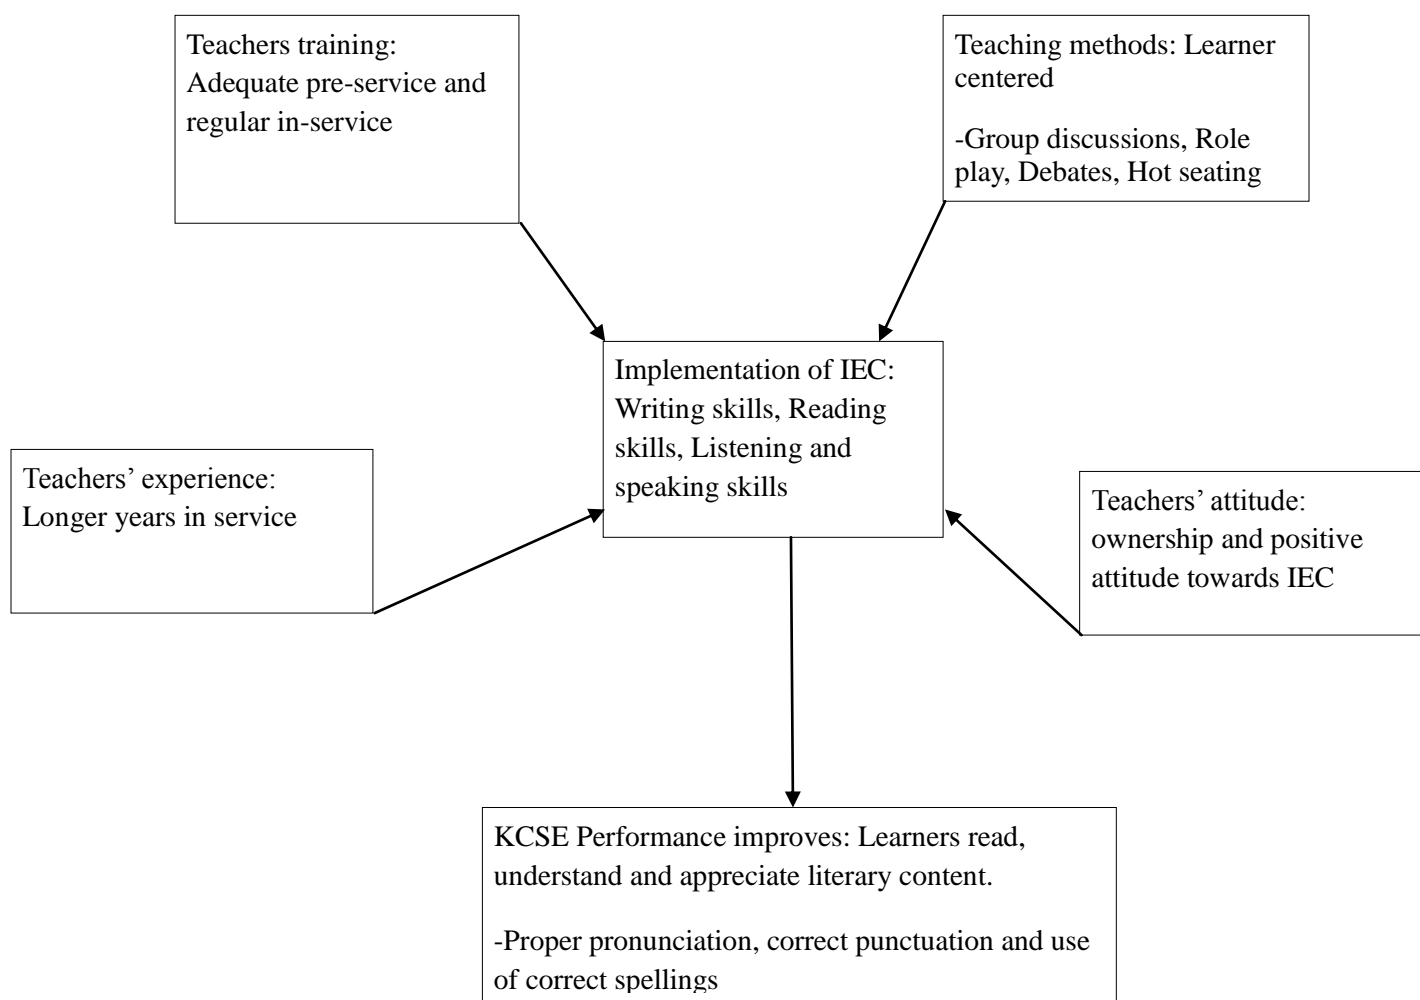 Teachers training:
Adequate pre-service and
regular in-service
Teaching methods: Learner
centered
-Group discussions, Role
play, Debates, Hot seating
Implementation of IEC:
Writing skills, Reading
skills, Listening and
speaking skills
Teachers’ experience:
Longer years in service
Teachers’ attitude:
ownership and positive
attitude towards IEC
KCSE Performance improves: Learners read,
understand and appreciate literary content.
-Proper pronunciation, correct punctuation and use
of correct spellings